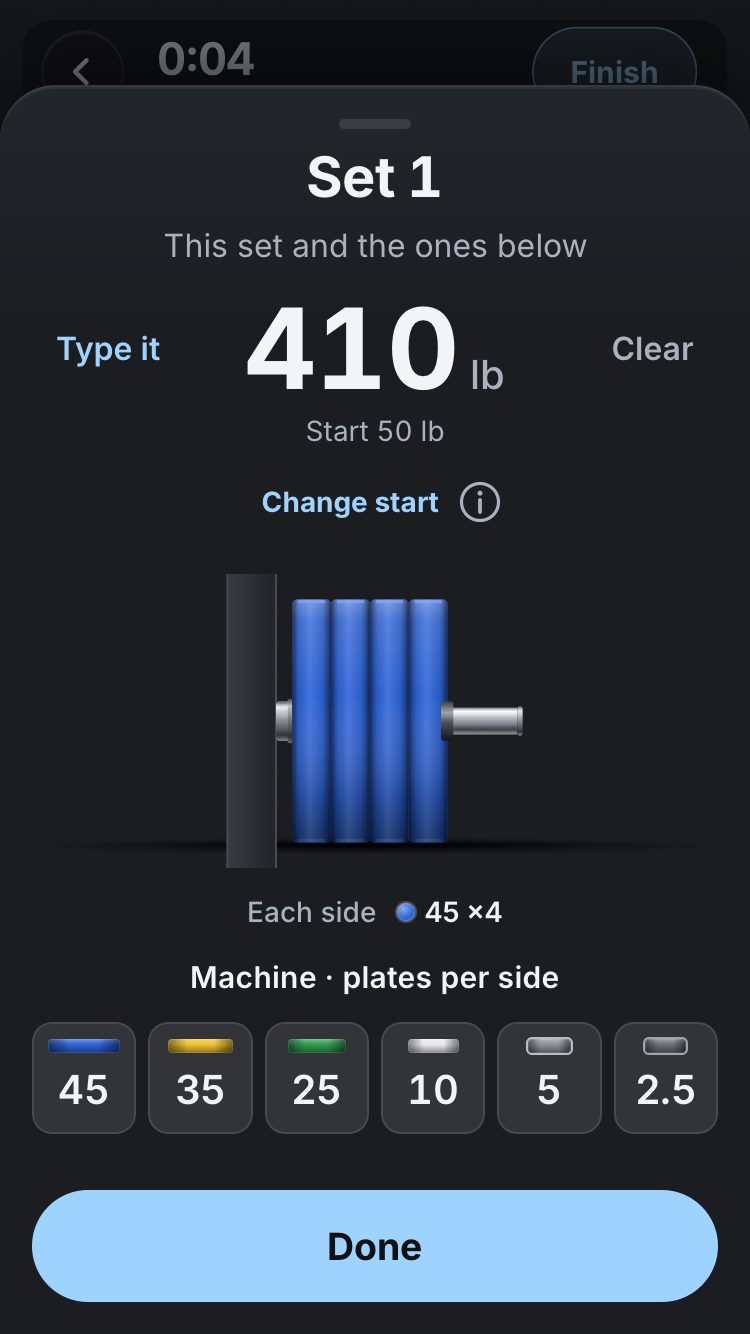 0:04
Finish
Set 1
This set and the ones below
Type it
410 lb
Clear
Start 50 lb
Change start
Each side 45 ×4
Machine · plates per side
45 35 25 10 5 2.5
Done